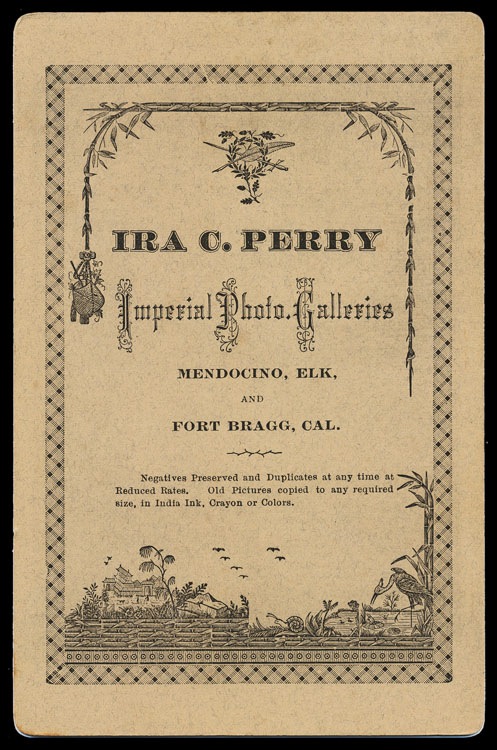 IRA C. PERRY
Imperial Photo. Galleries
MENDOCINO, ELK,
AND
FORT BRAGG, CAL.
Negatives Preserved and Duplicates at any time at
Reduced Rates. Old Pictures copied to any required
size, in India Ink, Crayon or Colors.